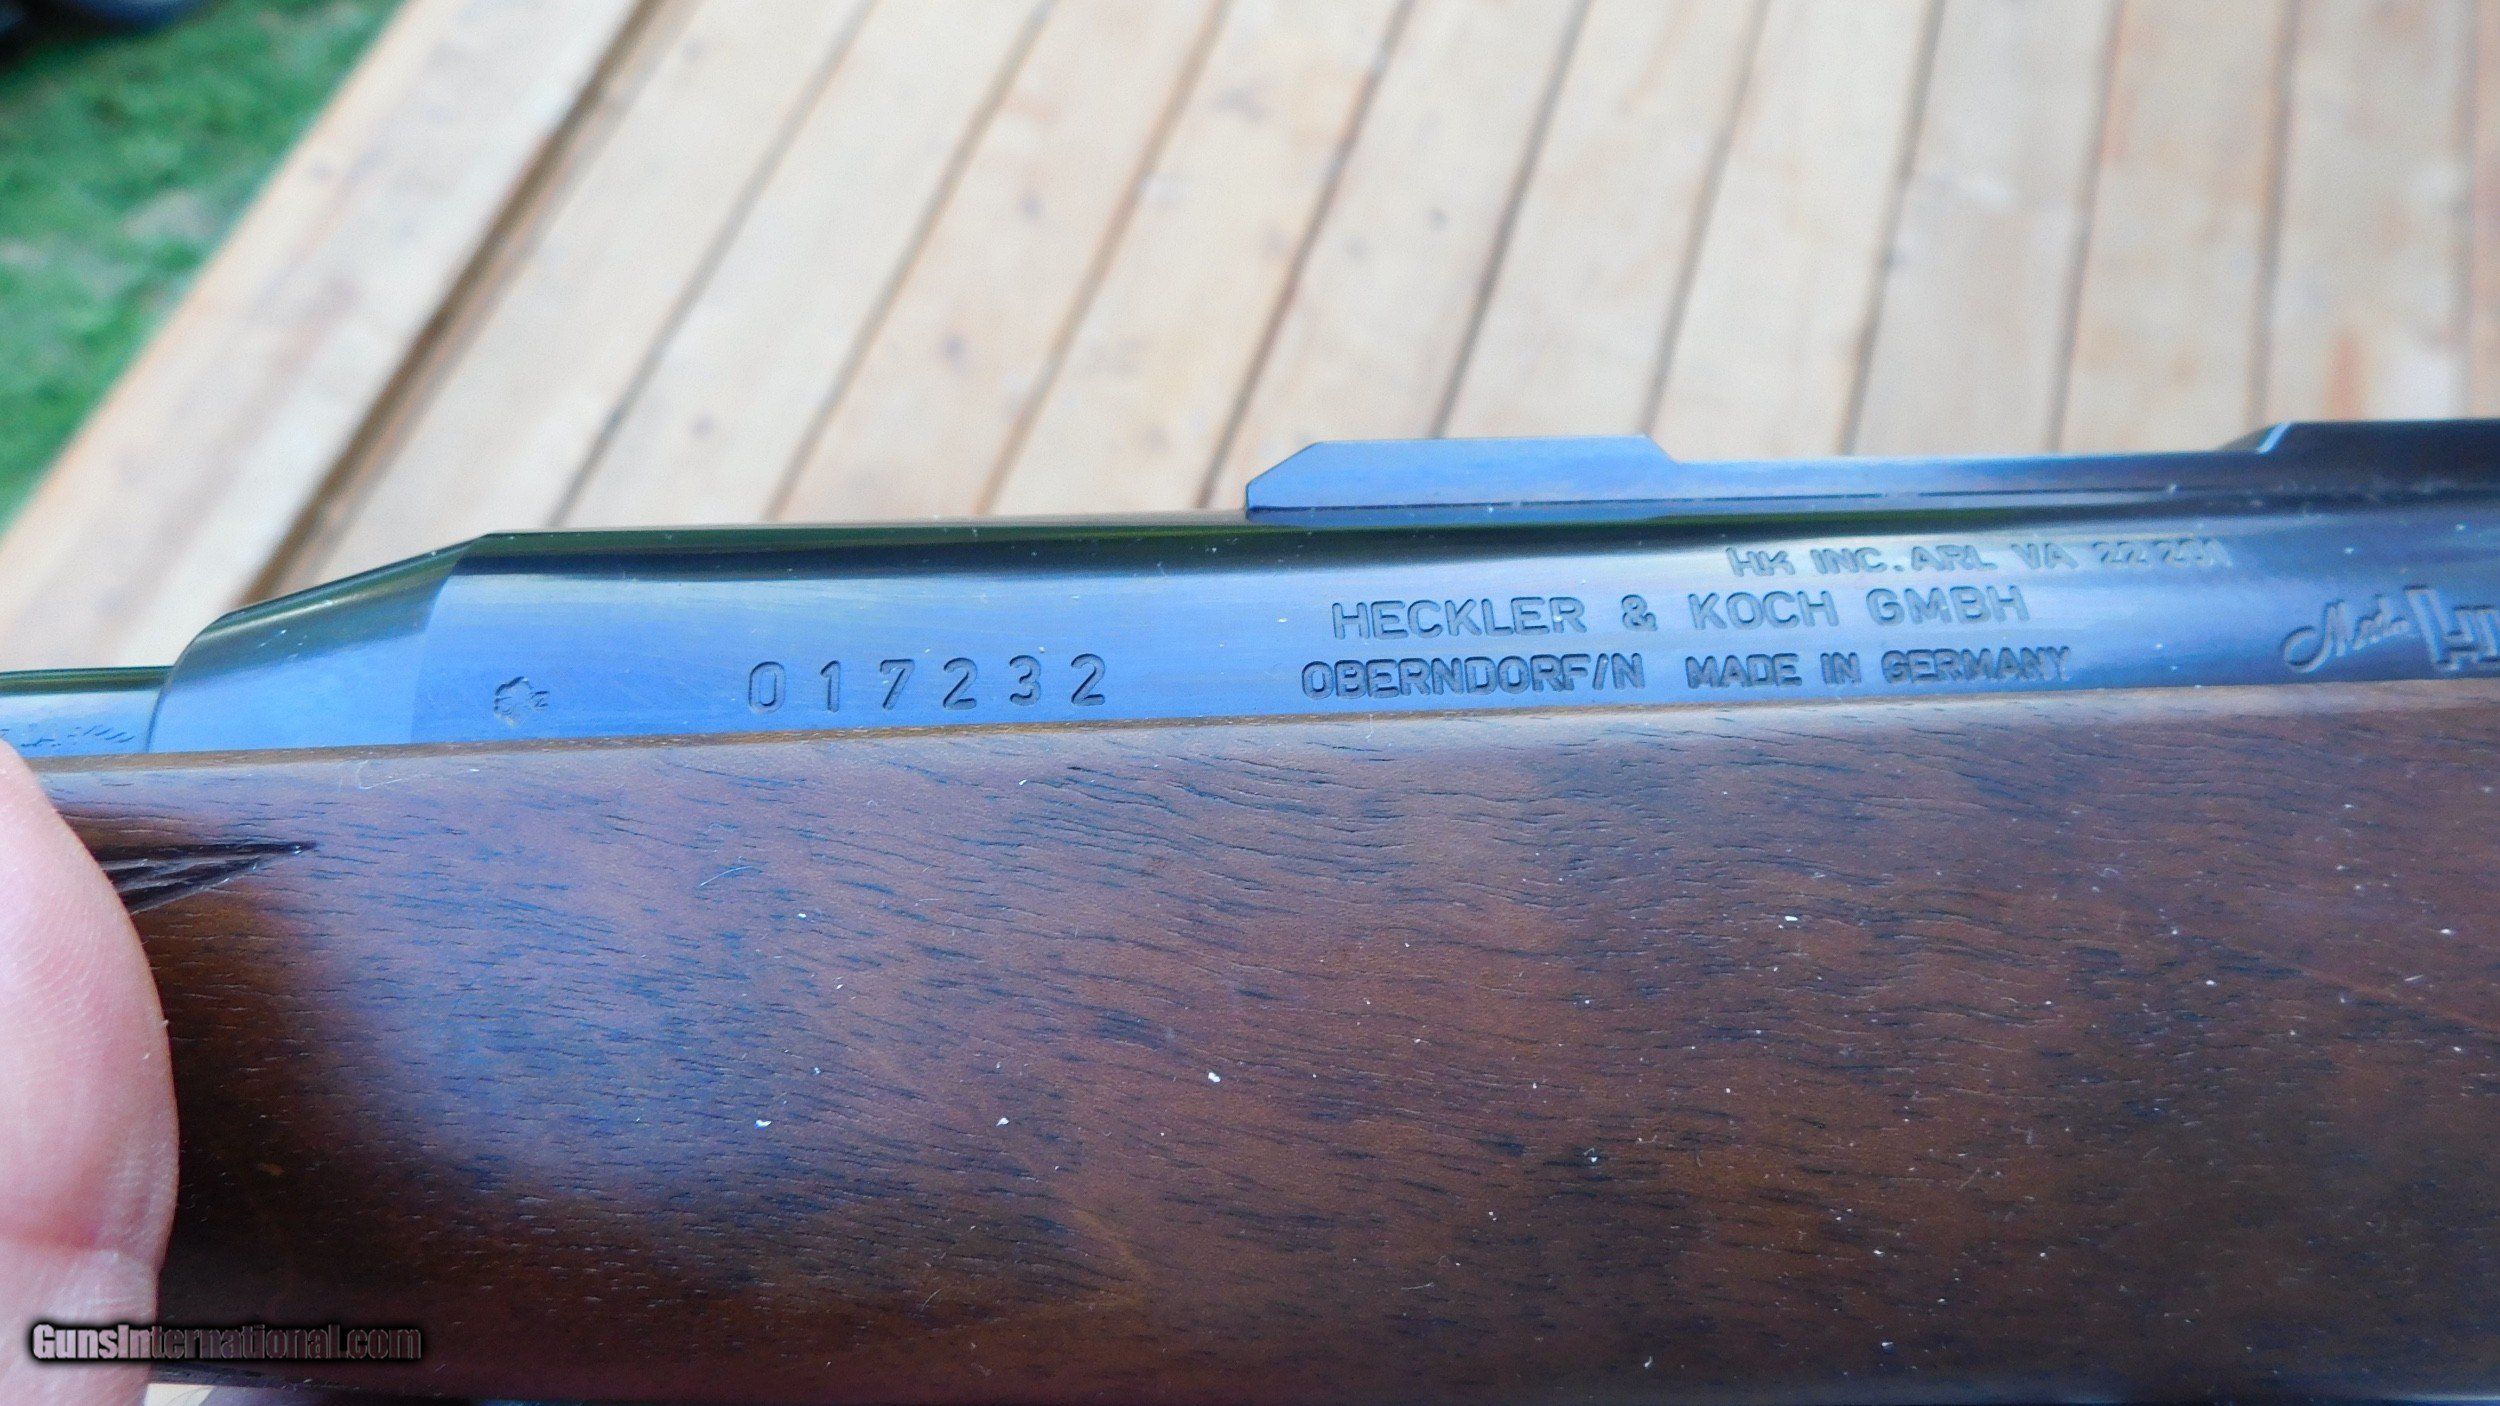 HK INC. ARL VA 22201
HECKLER & KOCH GMBH
017232
OBERNDORF/N MADE IN GERMANY
GunsInternational.com